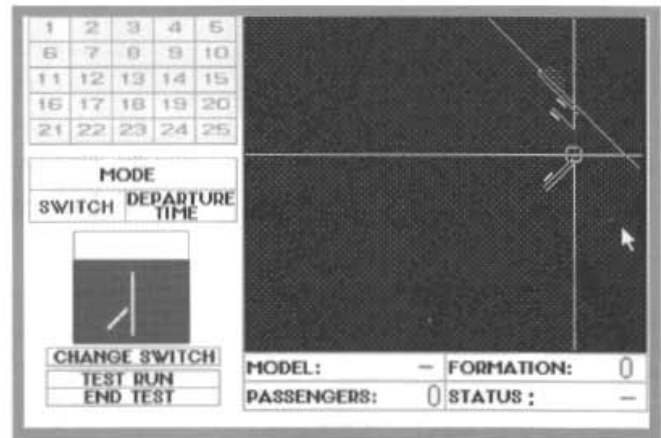 1 2 3 4 5
6 7 8 9 10
11 12 13 14 15
16 17 18 19 20
21 22 23 24 25
MODE
SWITCH DEPARTURE TIME
CHANGE SWITCH
TEST RUN
END TEST
MODEL: – FORMATION: 0
PASSENGERS: 0 STATUS: –